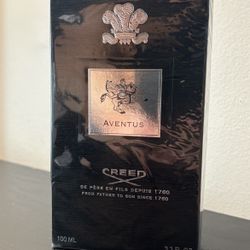 AVENTUS
CREED
DE PÈRE EN FILS DEPUIS 1760
FROM FATHER TO SON SINCE 1760
100 ML